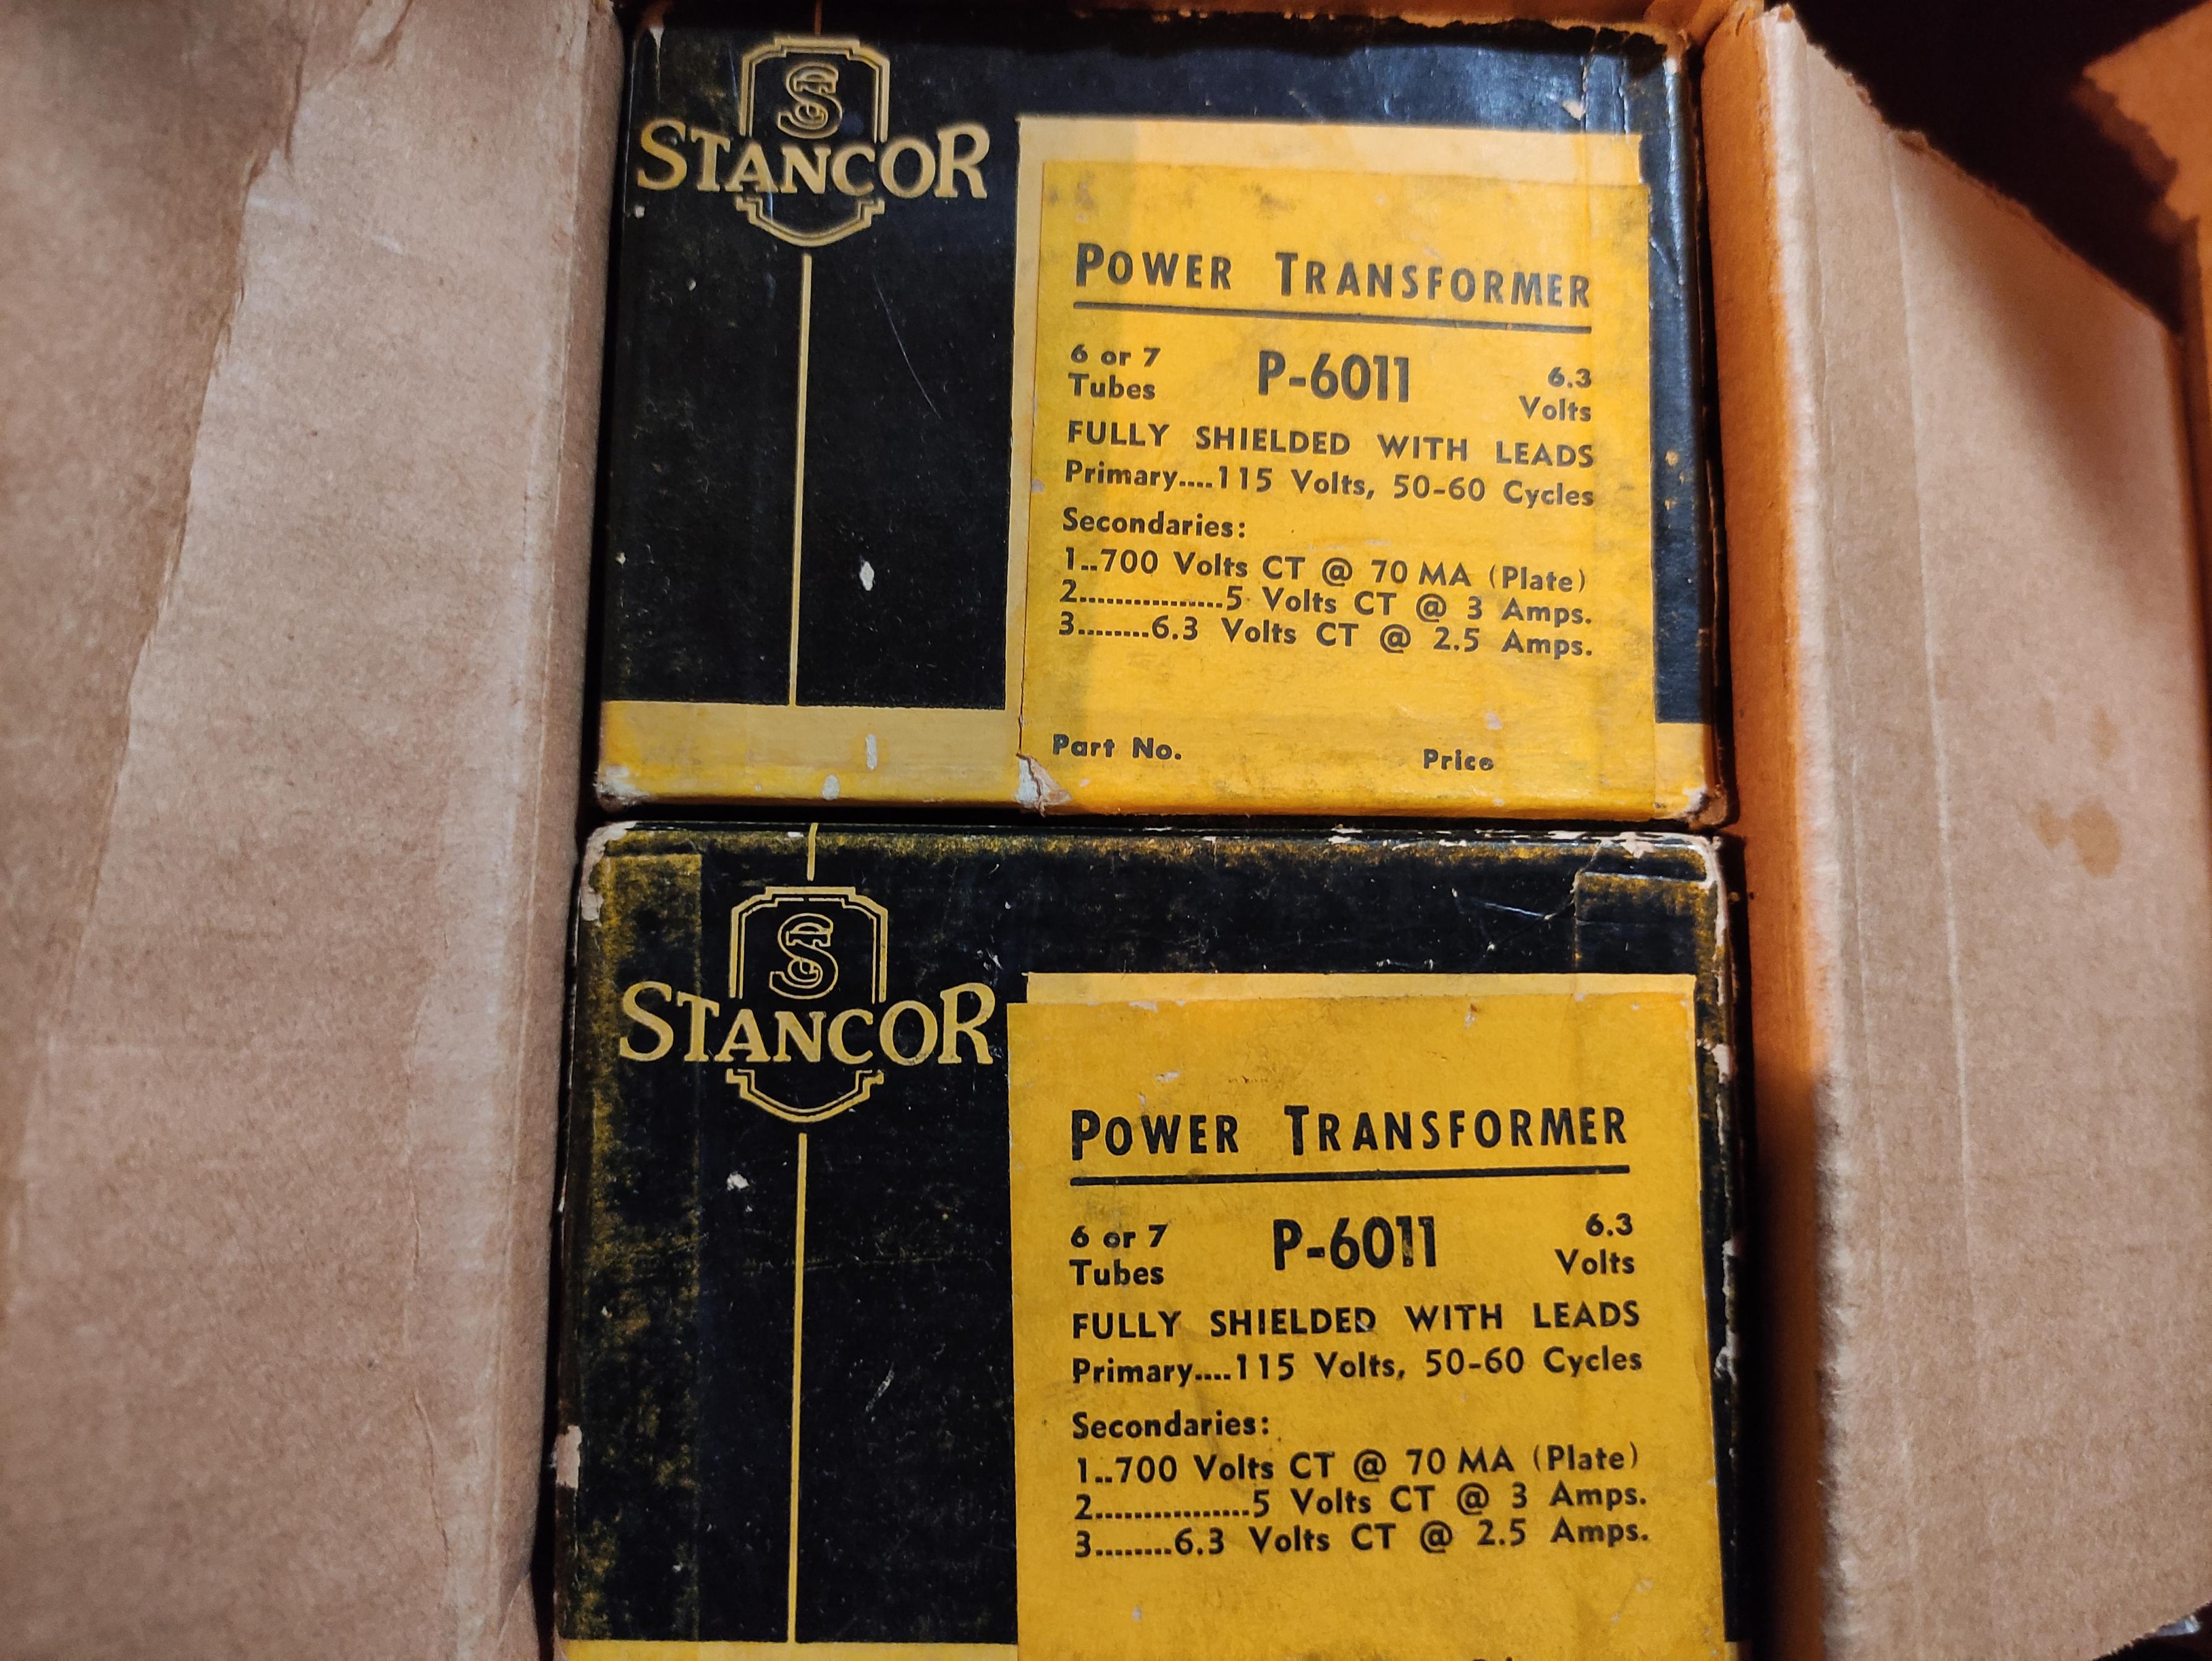 S
STANCOR
POWER TRANSFORMER
6 or 7 Tubes P-6011 6.3 Volts
FULLY SHIELDED WITH LEADS
Primary....115 Volts, 50-60 Cycles
Secondaries:
1..700 Volts CT @ 70 MA (Plate)
2.................5 Volts CT @ 3 Amps.
3........6.3 Volts CT @ 2.5 Amps.
Part No. Price
S
STANCOR
POWER TRANSFORMER
6 or 7 Tubes P-6011 6.3 Volts
FULLY SHIELDED WITH LEADS
Primary....115 Volts, 50-60 Cycles
Secondaries:
1..700 Volts CT @ 70 MA (Plate)
2.................5 Volts CT @ 3 Amps.
3........6.3 Volts CT @ 2.5 Amps.